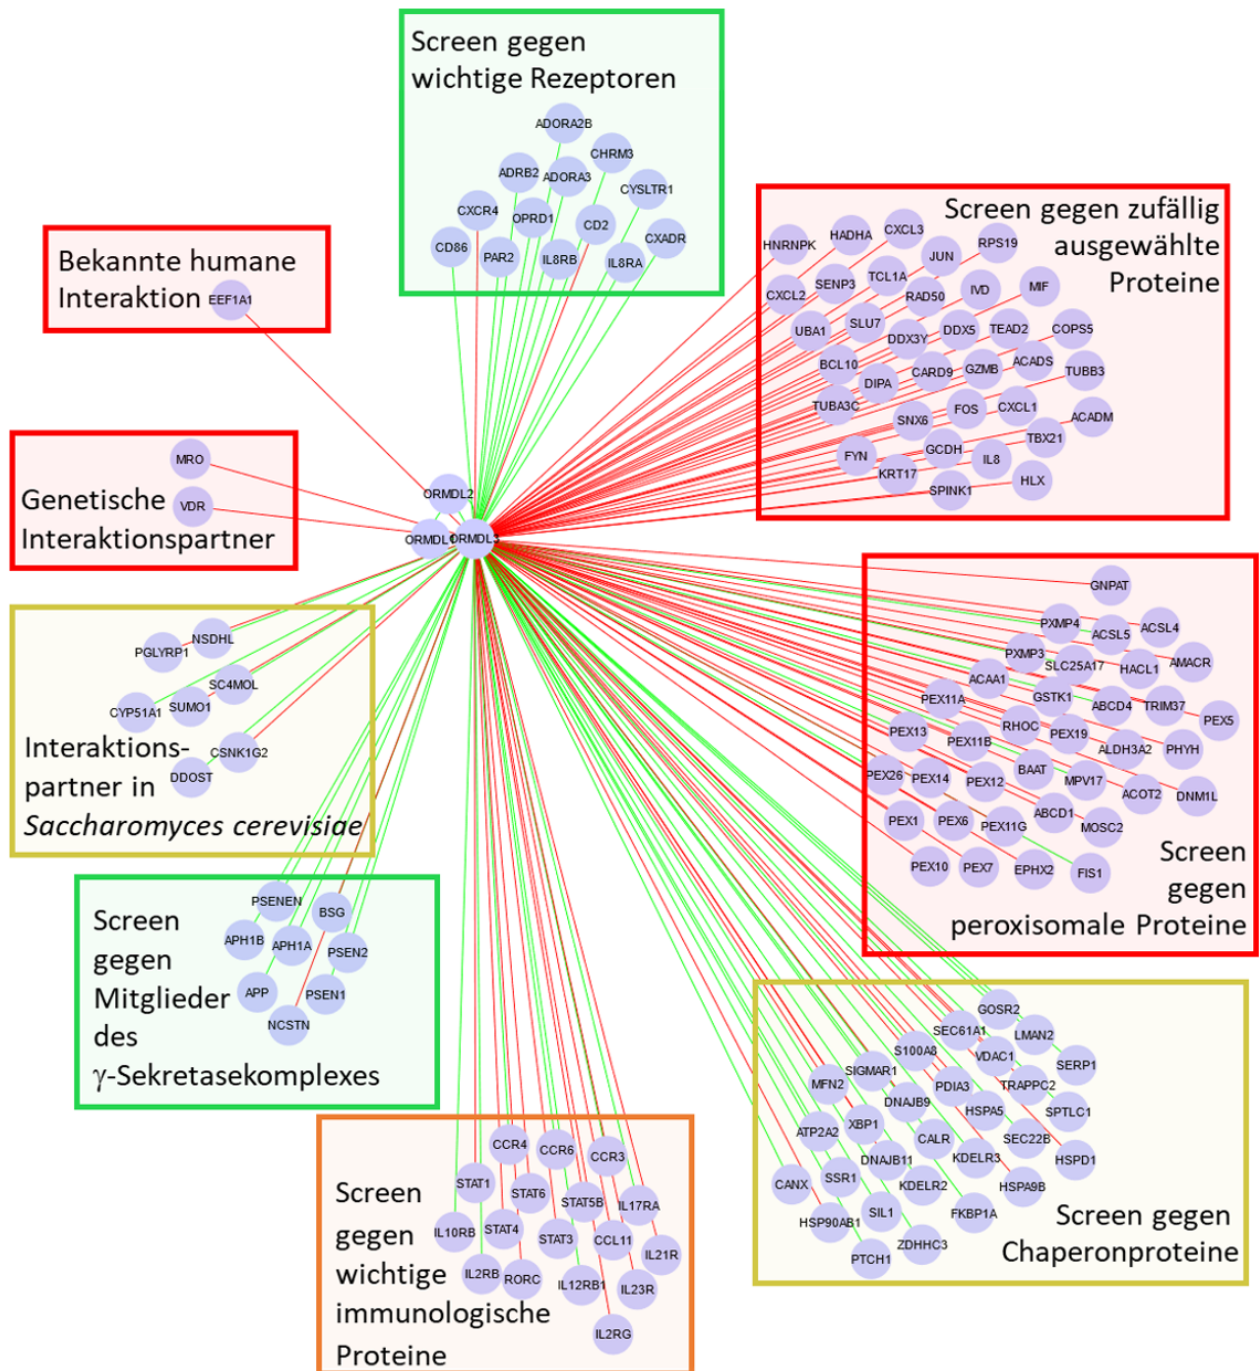 Screen gegen
wichtige Rezeptoren
ADORA2B
CHRM3
ADRB2
ADORA3
CYSLTR1
CXCR4
OPRD1
CD2
CD86
PAR2
IL8RB
IL8RA
CXADR
Bekannte humane
Interaktion
EEF1A1
Screen gegen zufällig
ausgewählte
Proteine
HNRNPK
HADHA
CXCL3
JUN
RPS19
CXCL2
SENP3
TCL1A
RAD50
IVD
MIF
UBA1
SLU7
DDX3Y
DDX5
TEAD2
COPS5
BCL10
DIPA
CARD9
GZMB
ACADS
TUBB3
TUBA3C
SNX6
FOS
CXCL1
ACADM
FYN
KRT17
GCDH
IL8
TBX21
SPINK1
HLX
MRO
VDR
Genetische
Interaktionspartner
ORMDL2
ORMDL1
ORMDL3
NSDHL
PGLYRP1
SC4MOL
CYP51A1
SUMO1
CSNK1G2
DDOST
Interaktions-
partner in
Saccharomyces cerevisiae
GNPAT
PXMP4
ACSL5
ACSL4
PXMP3
SLC25A17
HACL1
AMACR
ACAA1
GSTK1
ABCD4
TRIM37
PEX5
PEX11A
RHOC
PEX19
ALDH3A2
PHYH
PEX13
PEX11B
BAAT
MPV17
ACOT2
DNM1L
PEX26
PEX14
PEX12
ABCD1
MOSC2
PEX1
PEX6
PEX11G
PEX10
PEX7
EPHX2
FIS1
Screen
gegen
peroxisomale Proteine
PSENEN
BSG
APH1B
APH1A
PSEN2
APP
PSEN1
NCSTN
Screen
gegen
Mitglieder
des
γ-Sekretasekomplexes
GOSR2
SEC61A1
LMAN2
S100A8
VDAC1
SERP1
SIGMAR1
MFN2
PDIA3
TRAPPC2
DNAJB9
HSPA5
SPTLC1
ATP2A2
XBP1
CALR
SEC22B
DNAJB11
KDELR3
HSPD1
CANX
SSR1
KDELR2
HSPA9B
HSP90AB1
SIL1
FKBP1A
ZDHHC3
PTCH1
Screen gegen
Chaperonproteine
CCR4
CCR6
CCR3
STAT1
STAT6
STAT5B
IL17RA
IL10RB
STAT4
STAT3
CCL11
IL21R
IL2RB
RORC
IL12RB1
IL23R
IL2RG
Screen
gegen
wichtige
immunologische
Proteine